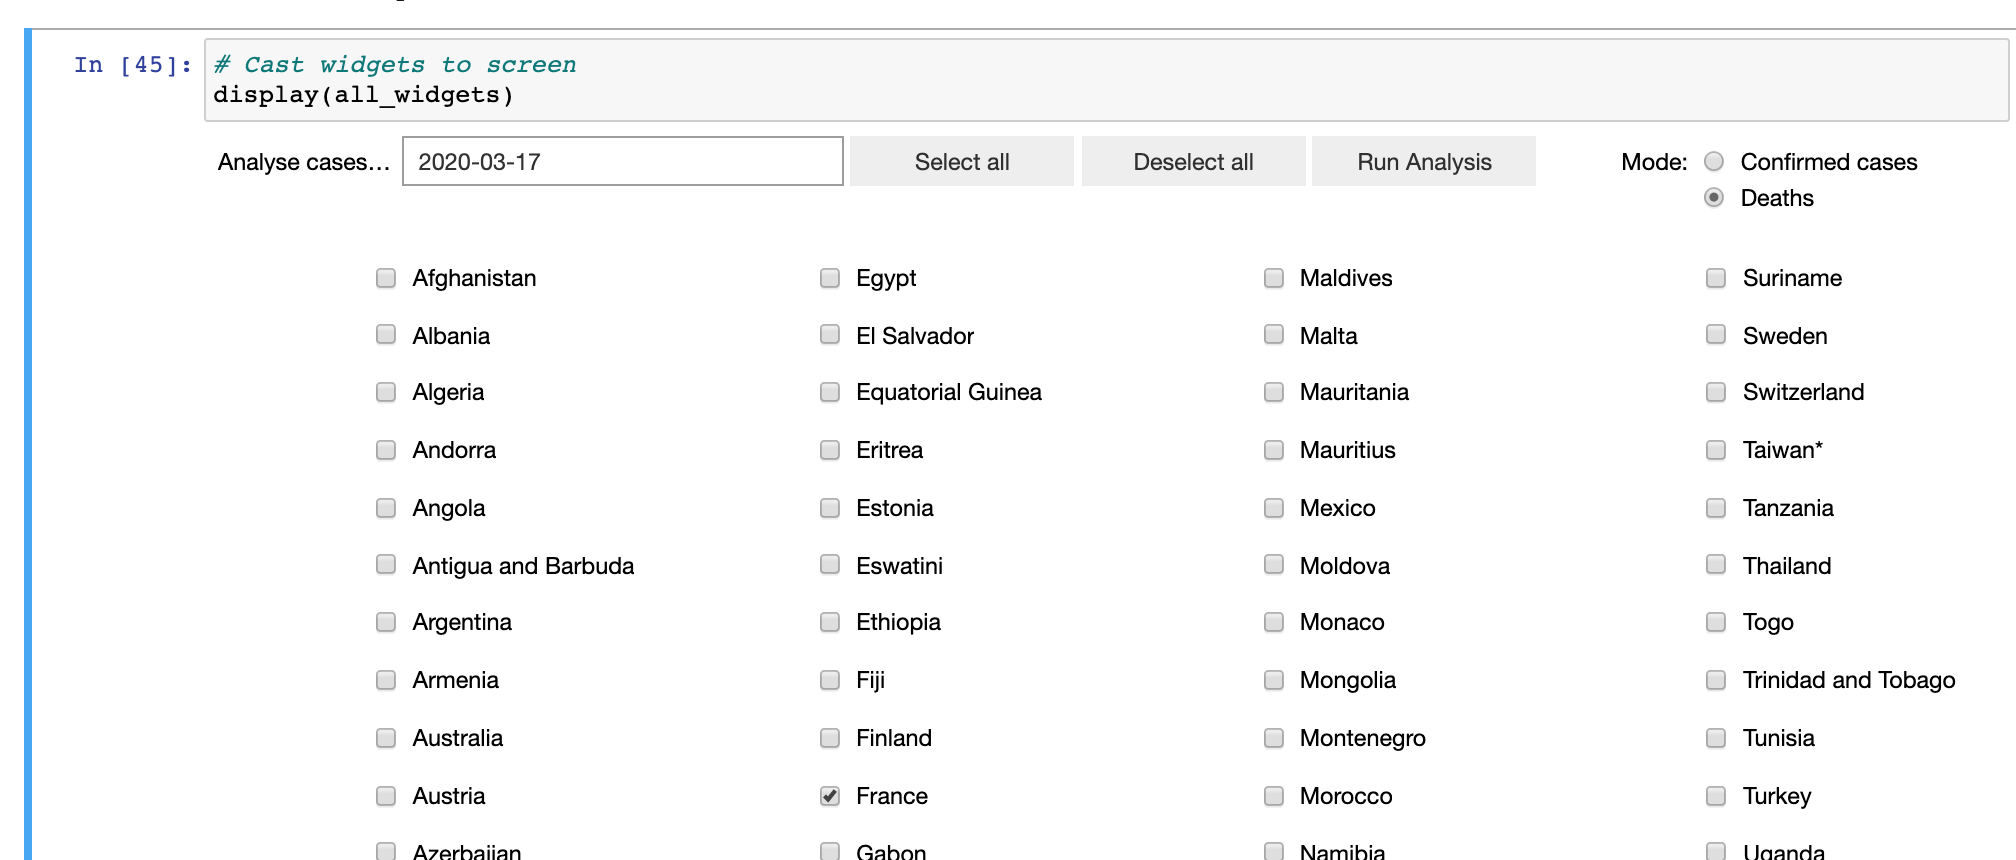 In [45]: # Cast widgets to screen
display(all_widgets)
Analyse cases... 2020-03-17 Select all Deselect all Run Analysis Mode: Confirmed cases
Deaths
Afghanistan Egypt Maldives Suriname
Albania El Salvador Malta Sweden
Algeria Equatorial Guinea Mauritania Switzerland
Andorra Eritrea Mauritius Taiwan*
Angola Estonia Mexico Tanzania
Antigua and Barbuda Eswatini Moldova Thailand
Argentina Ethiopia Monaco Togo
Armenia Fiji Mongolia Trinidad and Tobago
Australia Finland Montenegro Tunisia
Austria France Morocco Turkey
Azerbaijan Gabon Namibia Uganda